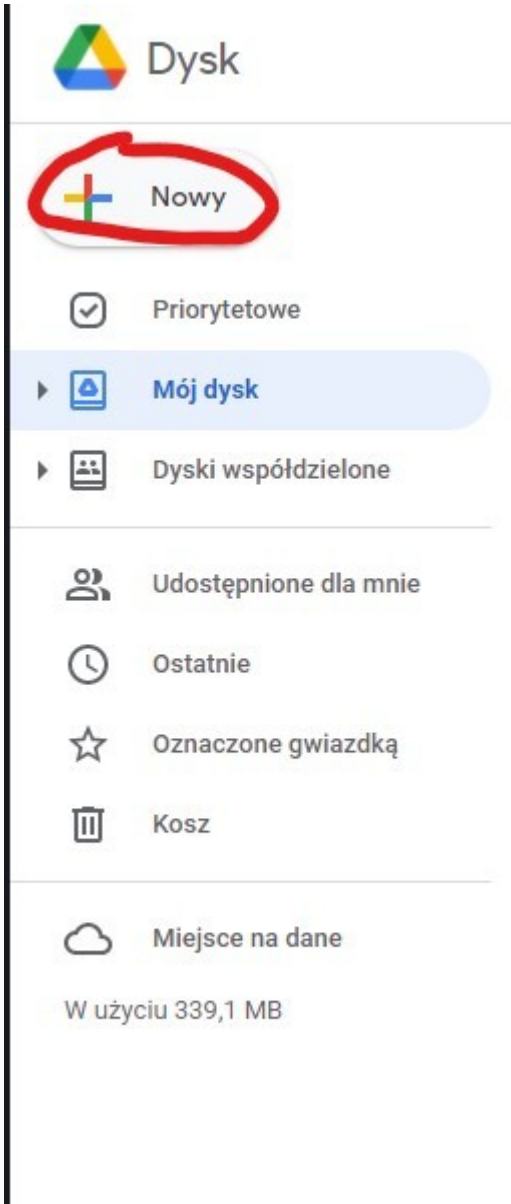 Dysk
Nowy
Priorytetowe
Mój dysk
Dyski współdzielone
Udostępnione dla mnie
Ostatnie
Oznaczone gwiazdką
Kosz
Miejsce na dane
W użyciu 339,1 MB